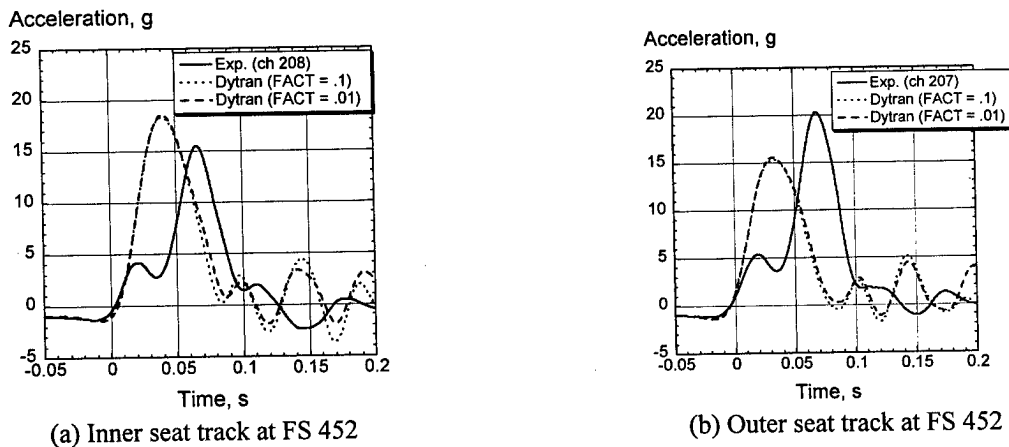 Acceleration, g
25
20
15
10
5
0
-5
-0.05
0
0.05
0.1
0.15
0.2
Exp. (ch 208)
Dytran (FACT = .1)
Dytran (FACT = .01)
Time, s
(a) Inner seat track at FS 452
Acceleration, g
25
20
15
10
5
0
-5
-0.05
0
0.05
0.1
0.15
0.2
Exp. (ch 207)
Dytran (FACT = .1)
Dytran (FACT = .01)
Time, s
(b) Outer seat track at FS 452